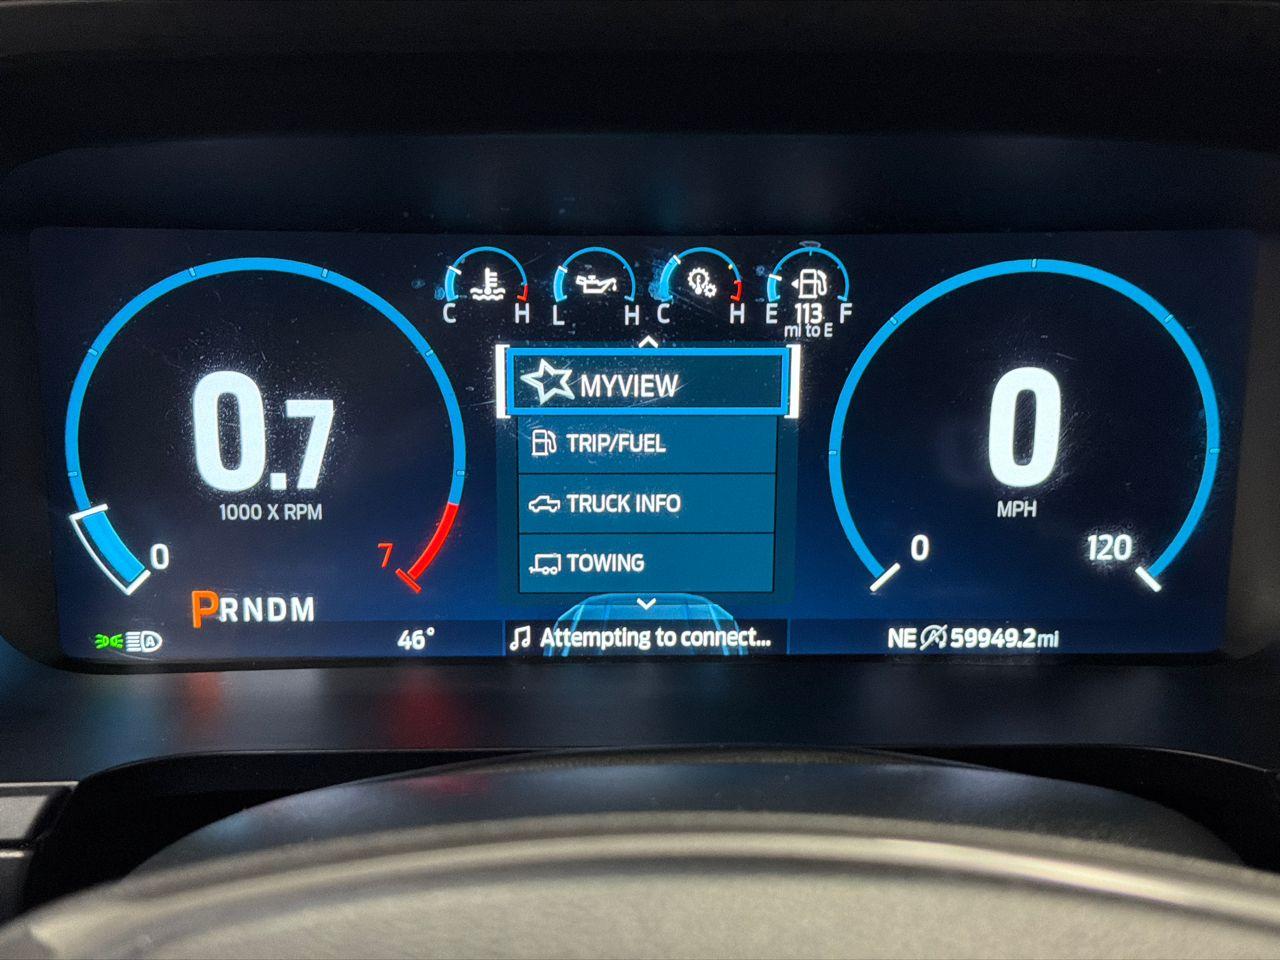 C H L H C H E 113 F
mi to E
MYVIEW
TRIP/FUEL
TRUCK INFO
TOWING
0.7
1000 X RPM
0 7
PRNDM
0
MPH
0 120
A 46° Attempting to connect... NE A 59949.2mi